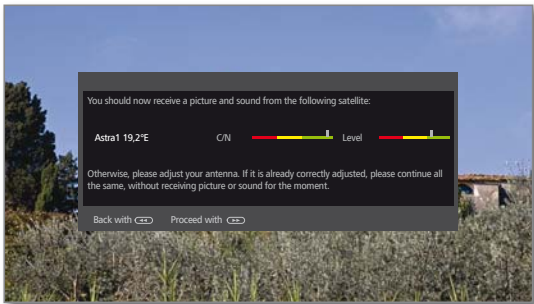 You should now receive a picture and sound from the following satellite:
Astra1 19,2°E C/N Level
Otherwise, please adjust your antenna. If it is already correctly adjusted, please continue all
the same, without receiving picture or sound for the moment.
Back with Proceed with